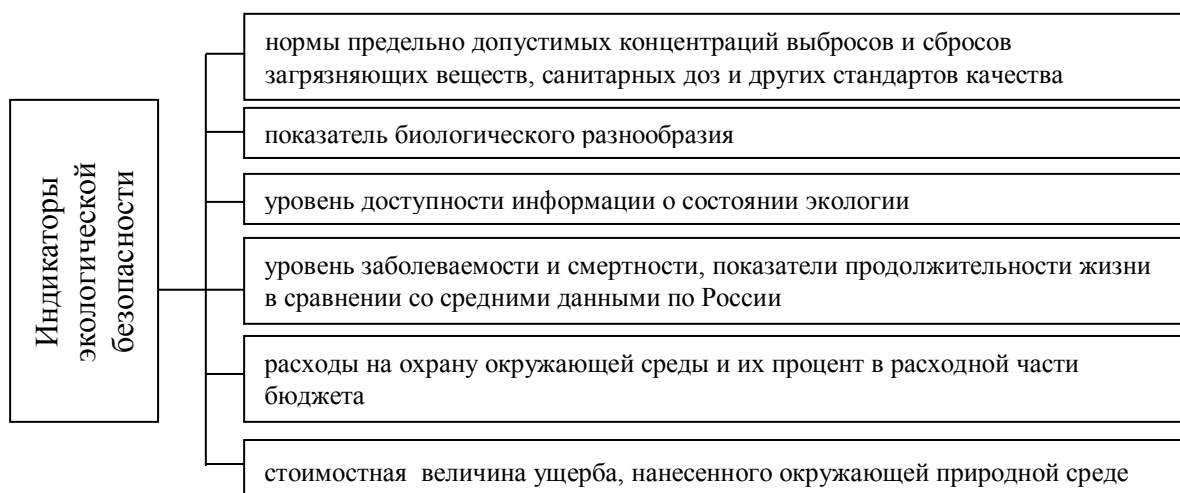 Индикаторы
экологической
безопасности
нормы предельно допустимых концентраций выбросов и сбросов
загрязняющих веществ, санитарных доз и других стандартов качества
показатель биологического разнообразия
уровень доступности информации о состоянии экологии
уровень заболеваемости и смертности, показатели продолжительности жизни
в сравнении со средними данными по России
расходы на охрану окружающей среды и их процент в расходной части
бюджета
стоимостная величина ущерба, нанесенного окружающей природной среде